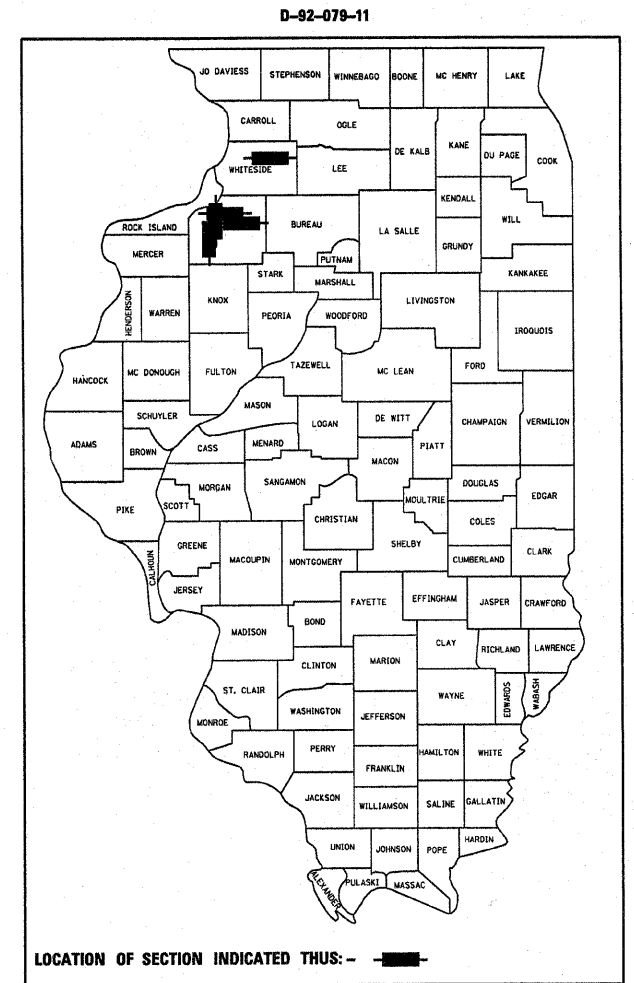 D-92-079-11
JO DAVIESS
STEPHENSON
WINNEBAGO
BOONE
MC HENRY
LAKE
CARROLL
OGLE
DE KALB
KANE
DU PAGE
COOK
WHITESIDE
LEE
KENDALL
WILL
ROCK ISLAND
BUREAU
LA SALLE
GRUNDY
MERCER
PUTNAM
KANKAKEE
STARK
MARSHALL
HENDERSON
WARREN
KNOX
PEORIA
WOODFORD
LIVINGSTON
IROQUOIS
HANCOCK
MC DONOUGH
FULTON
TAZEWELL
MC LEAN
FORD
MASON
SCHUYLER
LOGAN
DE WITT
CHAMPAIGN
VERMILION
ADAMS
BROWN
CASS
MENARD
PIATT
MACON
SANGAMON
DOUGLAS
MORGAN
MOULTRIE
EDGAR
PIKE
SCOTT
CHRISTIAN
COLES
SHELBY
GREENE
CALHOUN
MACOUPIN
MONTGOMERY
CUMBERLAND
CLARK
JERSEY
FAYETTE
EFFINGHAM
JASPER
CRAWFORD
MADISON
BOND
CLAY
RICHLAND
LAWRENCE
CLINTON
MARION
ST. CLAIR
WAYNE
EDWARDS
WABASH
MONROE
WASHINGTON
JEFFERSON
RANDOLPH
PERRY
HAMILTON
WHITE
FRANKLIN
JACKSON
WILLIAMSON
SALINE
GALLATIN
UNION
JOHNSON
POPE
HARDIN
ALEXANDER
PULASKI
MASSAC
LOCATION OF SECTION INDICATED THUS: -